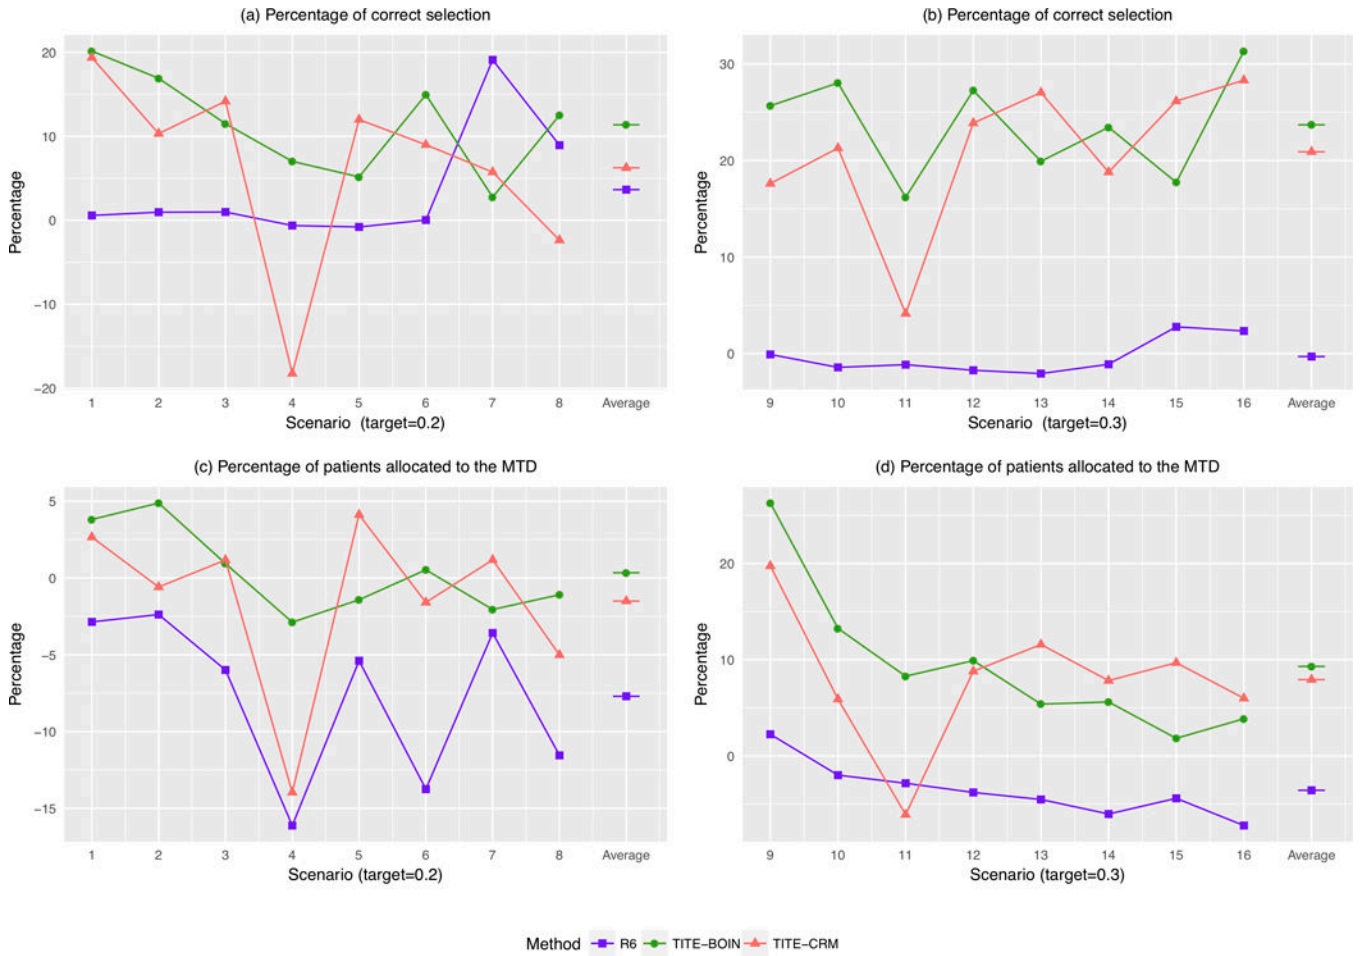 (a) Percentage of correct selection
20
10
0
−10
−20
Percentage
1 2 3 4 5 6 7 8 Average
Scenario (target=0.2)
(b) Percentage of correct selection
30
20
10
0
Percentage
9 10 11 12 13 14 15 16 Average
Scenario (target=0.3)
(c) Percentage of patients allocated to the MTD
5
0
−5
−10
−15
Percentage
1 2 3 4 5 6 7 8 Average
Scenario (target=0.2)
(d) Percentage of patients allocated to the MTD
20
10
0
Percentage
9 10 11 12 13 14 15 16 Average
Scenario (target=0.3)
Method R6 TITE−BOIN TITE−CRM